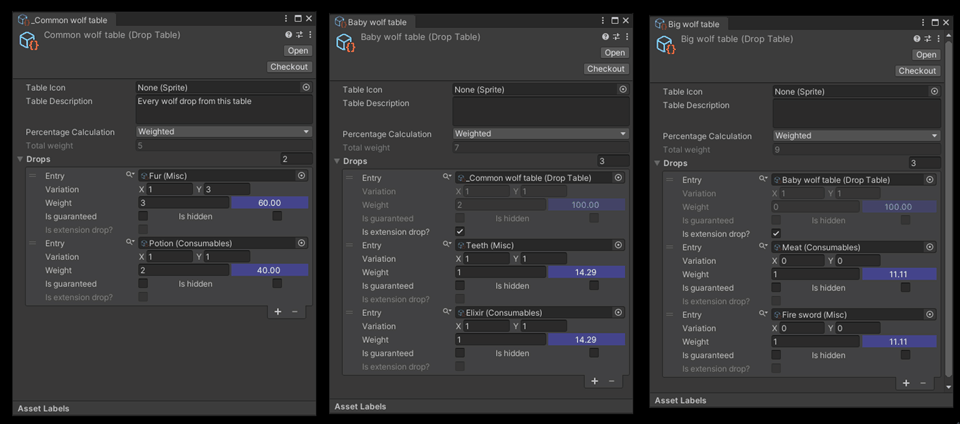 _Common wolf table
Common wolf table (Drop Table)
Open
Checkout
Table Icon None (Sprite)
Table Description Every wolf drop from this table
Percentage Calculation Weighted
Total weight 5
Drops 2
Entry Fur (Misc)
Variation X 1 Y 3
Weight 3 60.00
Is guaranteed Is hidden
Is extension drop?
Entry Potion (Consumables)
Variation X 1 Y 1
Weight 2 40.00
Is guaranteed Is hidden
Is extension drop?
+ −
Asset Labels
Baby wolf table
Baby wolf table (Drop Table)
Open
Checkout
Table Icon None (Sprite)
Table Description
Percentage Calculation Weighted
Total weight 7
Drops 3
Entry _Common wolf table (Drop Table)
Variation X 1 Y 1
Weight 2 100.00
Is guaranteed Is hidden
Is extension drop?
Entry Teeth (Misc)
Variation X 1 Y 1
Weight 1 14.29
Is guaranteed Is hidden
Is extension drop?
Entry Elixir (Consumables)
Variation X 1 Y 1
Weight 1 14.29
Is guaranteed Is hidden
Is extension drop?
+ −
Asset Labels
Big wolf table
Big wolf table (Drop Table)
Open
Checkout
Table Icon None (Sprite)
Table Description
Percentage Calculation Weighted
Total weight 9
Drops 3
Entry Baby wolf table (Drop Table)
Variation X 1 Y 1
Weight 0 100.00
Is guaranteed Is hidden
Is extension drop?
Entry Meat (Consumables)
Variation X 0 Y 0
Weight 1 11.11
Is guaranteed Is hidden
Is extension drop?
Entry Fire sword (Misc)
Variation X 0 Y 0
Weight 1 11.11
Is guaranteed Is hidden
Is extension drop?
+ −
Asset Labels